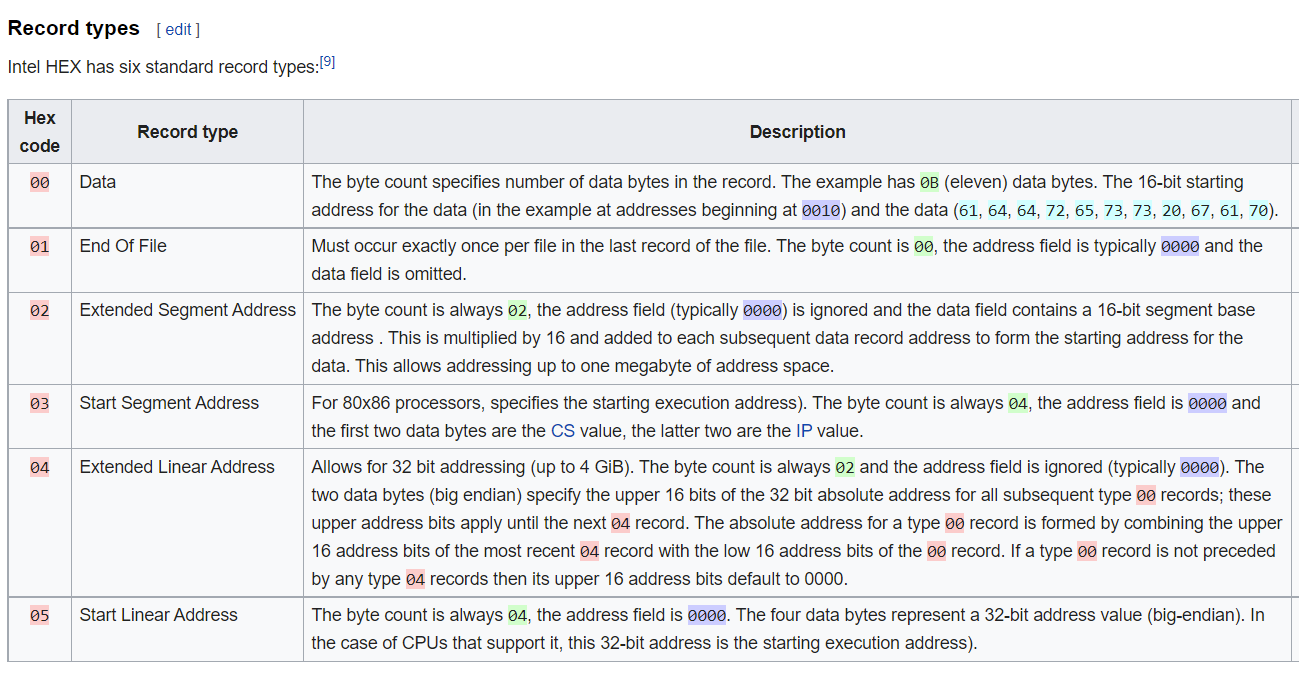 Record types [ edit ]
Intel HEX has six standard record types:[9]
Hex code
Record type
Description
00
Data
The byte count specifies number of data bytes in the record. The example has 0B (eleven) data bytes. The 16-bit starting
address for the data (in the example at addresses beginning at 0010) and the data (61, 64, 64, 72, 65, 73, 73, 20, 67, 61, 70).
01
End Of File
Must occur exactly once per file in the last record of the file. The byte count is 00, the address field is typically 0000 and the
data field is omitted.
02
Extended Segment Address
The byte count is always 02, the address field (typically 0000) is ignored and the data field contains a 16-bit segment base
address . This is multiplied by 16 and added to each subsequent data record address to form the starting address for the
data. This allows addressing up to one megabyte of address space.
03
Start Segment Address
For 80x86 processors, specifies the starting execution address). The byte count is always 04, the address field is 0000 and
the first two data bytes are the CS value, the latter two are the IP value.
04
Extended Linear Address
Allows for 32 bit addressing (up to 4 GiB). The byte count is always 02 and the address field is ignored (typically 0000). The
two data bytes (big endian) specify the upper 16 bits of the 32 bit absolute address for all subsequent type 00 records; these
upper address bits apply until the next 04 record. The absolute address for a type 00 record is formed by combining the upper
16 address bits of the most recent 04 record with the low 16 address bits of the 00 record. If a type 00 record is not preceded
by any type 04 records then its upper 16 address bits default to 0000.
05
Start Linear Address
The byte count is always 04, the address field is 0000. The four data bytes represent a 32-bit address value (big-endian). In
the case of CPUs that support it, this 32-bit address is the starting execution address).